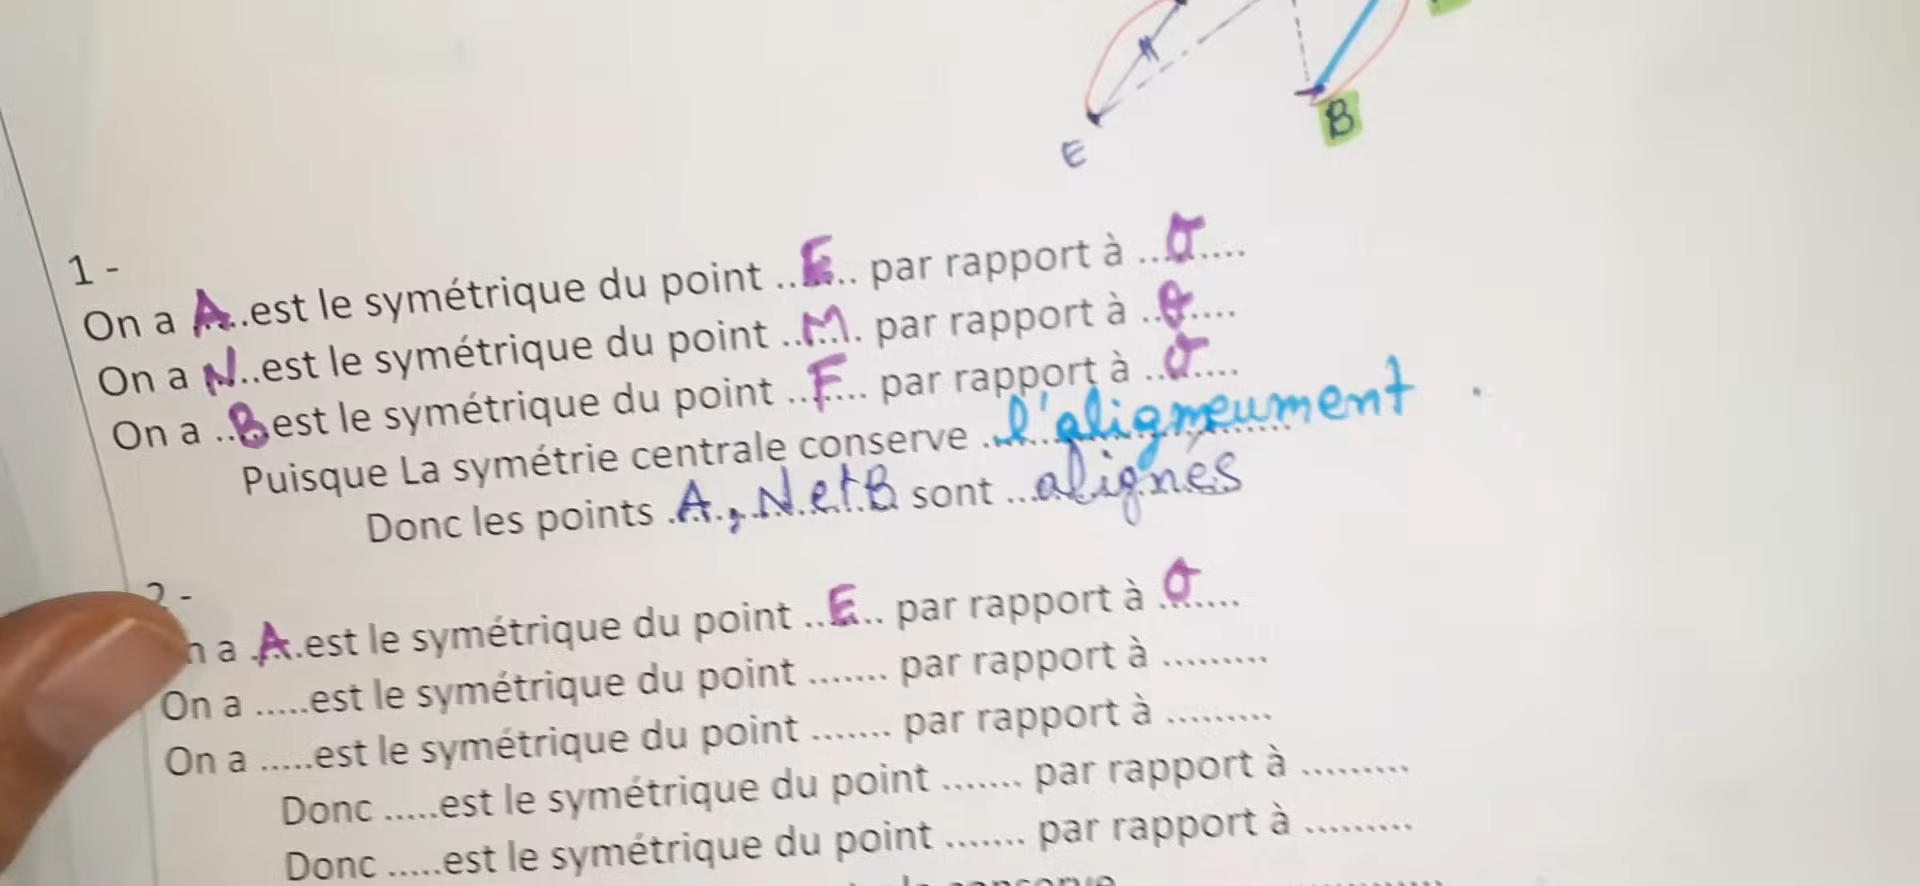 E
B
1 -
On a A..est le symétrique du point ..E.. par rapport à ...O....
On a N..est le symétrique du point ..M. par rapport à ..O....
On a ..B.est le symétrique du point ..F... par rapport à ..O....
Puisque La symétrie centrale conserve ..l'aligmeument
Donc les points .A., N et B sont ...alignés
2 -
n a .A.est le symétrique du point ..E.. par rapport à .O....
On a .....est le symétrique du point ....... par rapport à .........
On a .....est le symétrique du point ....... par rapport à .........
Donc .....est le symétrique du point ....... par rapport à .........
Donc .....est le symétrique du point ....... par rapport à .........
conserve